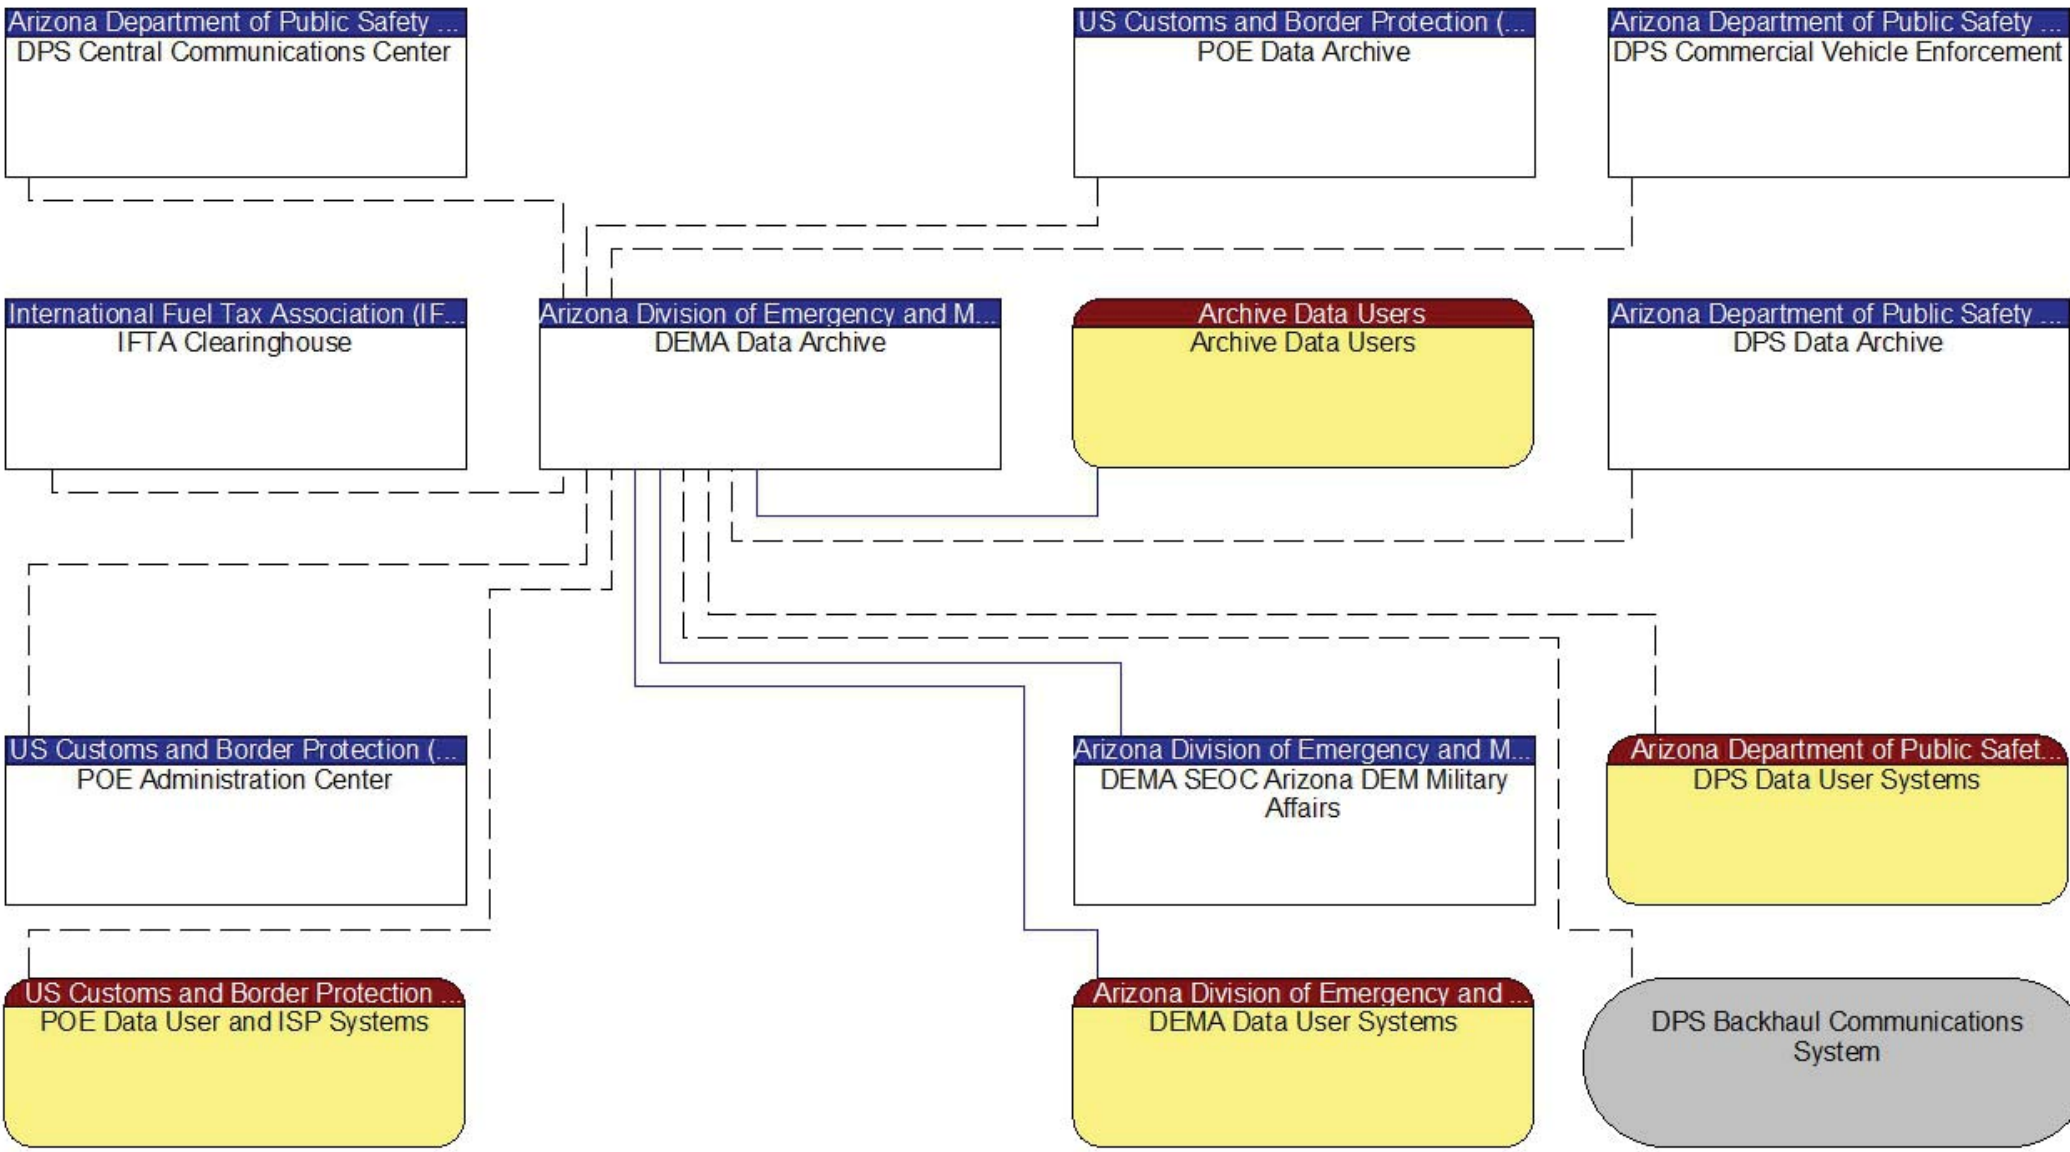 Arizona Department of Public Safety ...
DPS Central Communications Center
US Customs and Border Protection (...
POE Data Archive
Arizona Department of Public Safety ...
DPS Commercial Vehicle Enforcement
International Fuel Tax Association (IF...
IFTA Clearinghouse
Arizona Division of Emergency and M...
DEMA Data Archive
Archive Data Users
Archive Data Users
Arizona Department of Public Safety ...
DPS Data Archive
US Customs and Border Protection (...
POE Administration Center
Arizona Division of Emergency and M...
DEMA SEOC Arizona DEM Military
Affairs
Arizona Department of Public Safet...
DPS Data User Systems
US Customs and Border Protection ...
POE Data User and ISP Systems
Arizona Division of Emergency and ...
DEMA Data User Systems
DPS Backhaul Communications
System